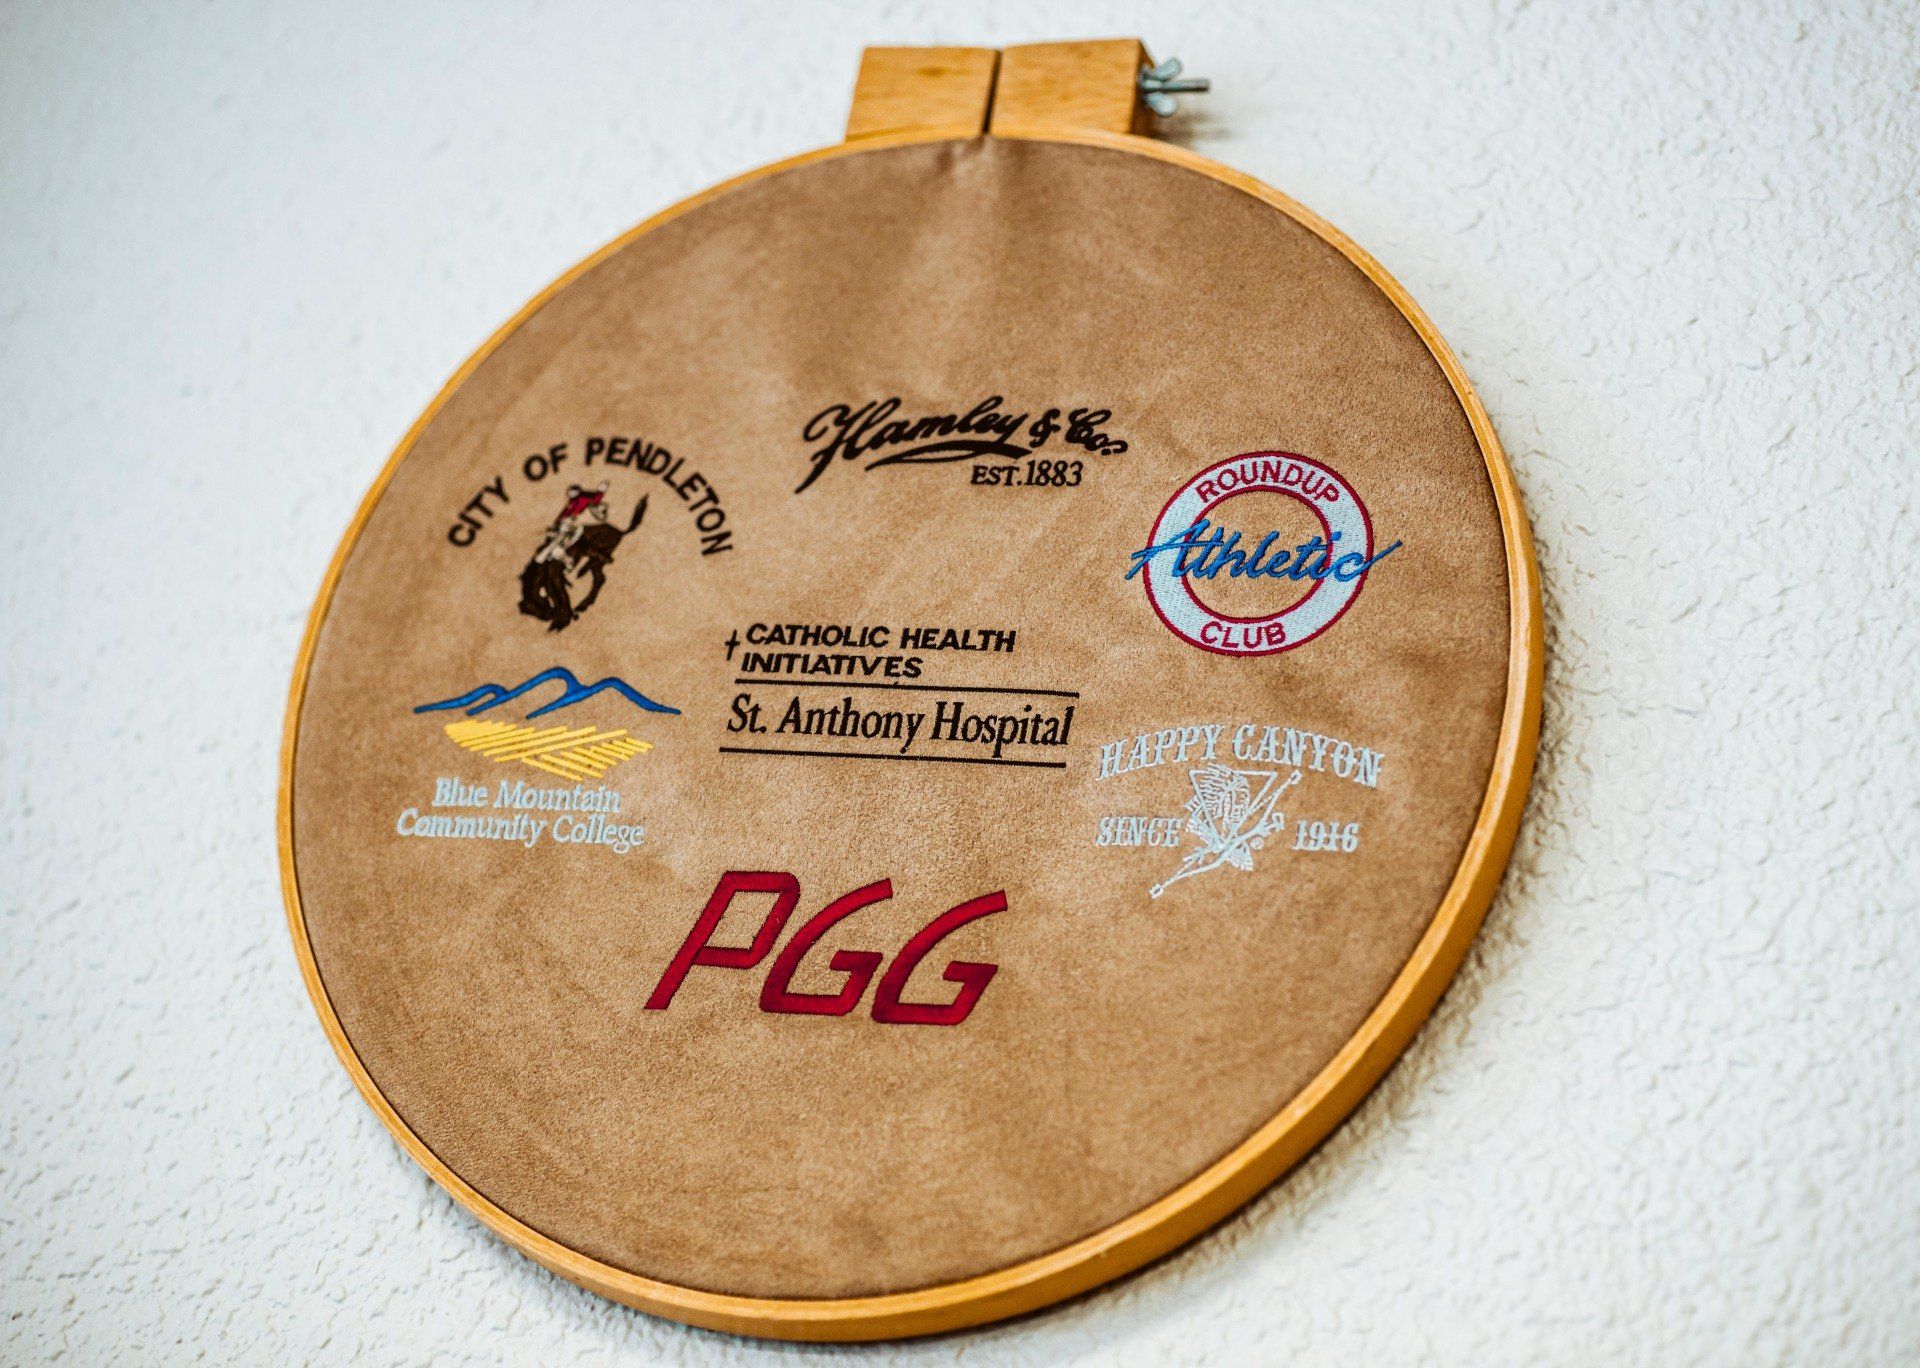 Hamley & Co.
EST. 1883
CITY OF PENDLETON
ROUNDUP
Athletic
CLUB
CATHOLIC HEALTH
INITIATIVES
St. Anthony Hospital
Blue Mountain
Community College
HAPPY CANYON
SINCE 1916
PGG